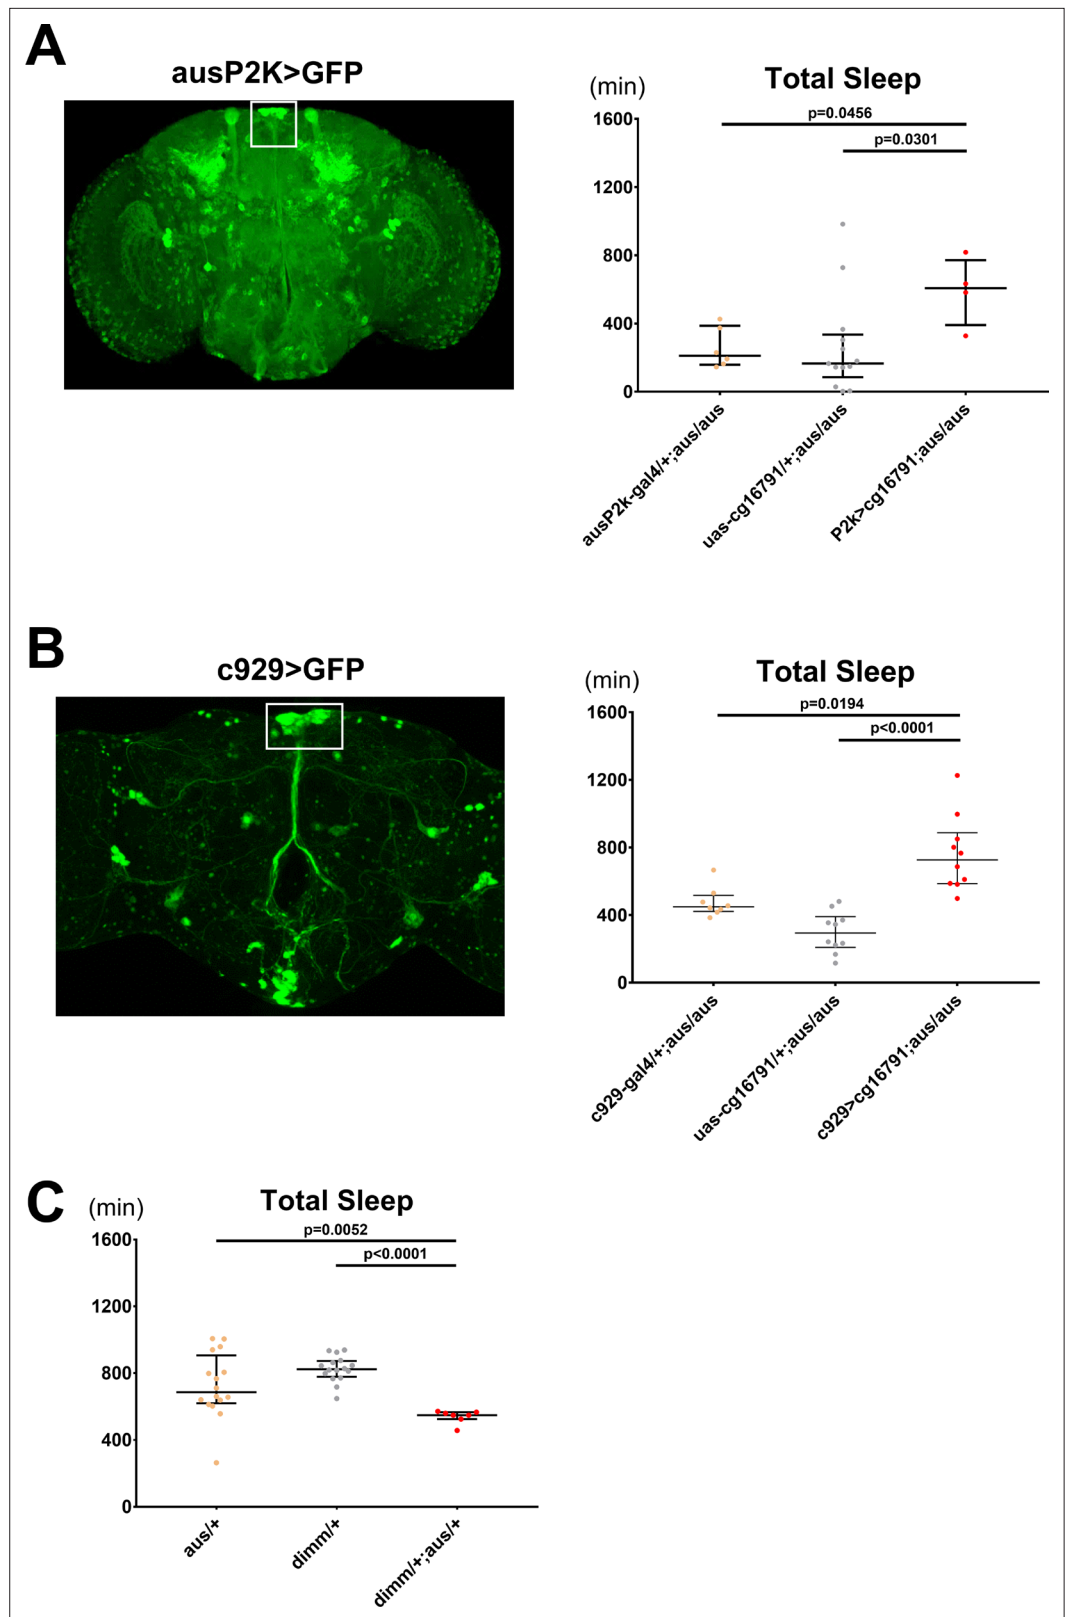 A
ausP2K>GFP
(min)
Total Sleep
p=0.0456
p=0.0301
1600
1200
800
400
0
ausP2k-gal4/+;aus/aus
uas-cg16791/+;aus/aus
P2k>cg16791;aus/aus
B
c929>GFP
(min)
Total Sleep
p=0.0194
p<0.0001
1600
1200
800
400
0
c929-gal4/+;aus/aus
uas-cg16791/+;aus/aus
c929>cg16791;aus/aus
C
(min)
Total Sleep
p=0.0052
p<0.0001
1600
1200
800
400
0
aus/+
dimm/+
dimm/+;aus/+